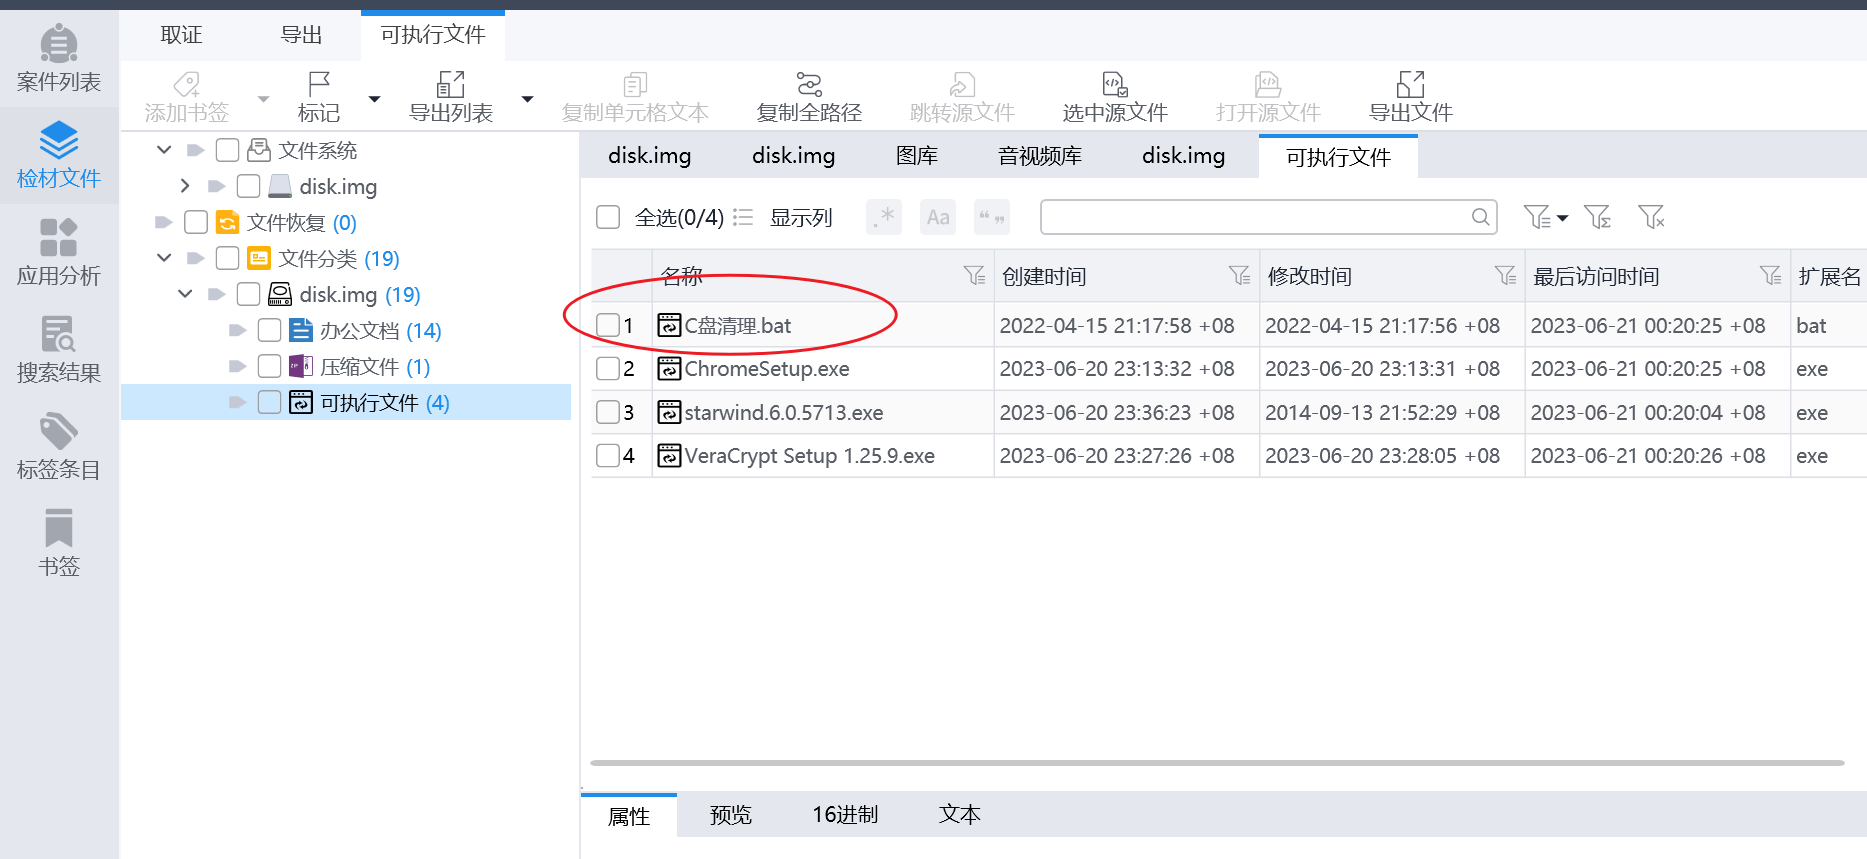 取证 导出 可执行文件
案件列表
检材文件
应用分析
搜索结果
标签条目
书签
添加书签 标记 导出列表 复制单元格文本 复制全路径 跳转源文件 选中源文件 打开源文件 导出文件
文件系统
disk.img
文件恢复 (0)
文件分类 (19)
disk.img (19)
办公文档 (14)
压缩文件 (1)
可执行文件 (4)
disk.img disk.img 图库 音视频库 disk.img 可执行文件
全选(0/4) 显示列 .* Aa “ ”
名称 创建时间 修改时间 最后访问时间 扩展名
1 C盘清理.bat 2022-04-15 21:17:58 +08 2022-04-15 21:17:56 +08 2023-06-21 00:20:25 +08 bat
2 ChromeSetup.exe 2023-06-20 23:13:32 +08 2023-06-20 23:13:31 +08 2023-06-21 00:20:25 +08 exe
3 starwind.6.0.5713.exe 2023-06-20 23:36:23 +08 2014-09-13 21:52:29 +08 2023-06-21 00:20:04 +08 exe
4 VeraCrypt Setup 1.25.9.exe 2023-06-20 23:27:26 +08 2023-06-20 23:28:05 +08 2023-06-21 00:20:26 +08 exe
属性 预览 16进制 文本